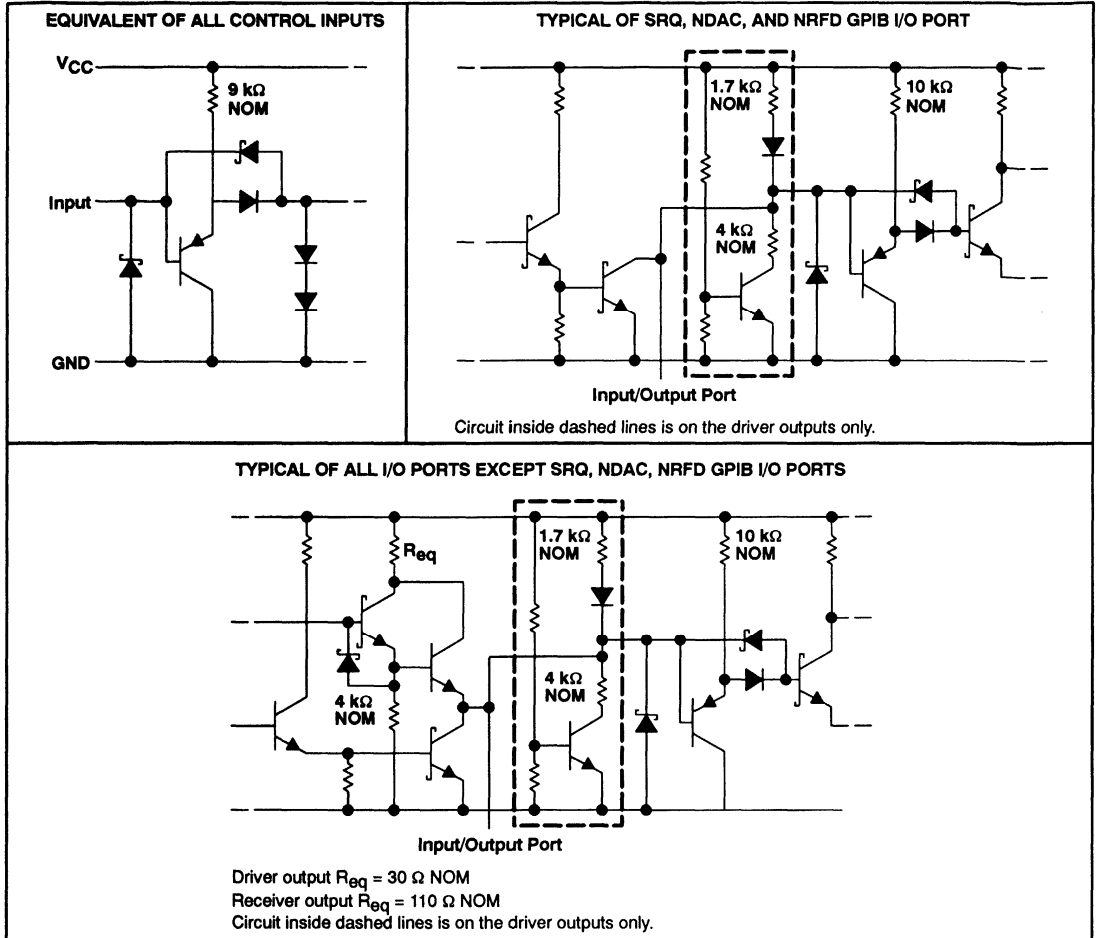 EQUIVALENT OF ALL CONTROL INPUTS
VCC
9 kΩ
NOM
Input
GND
TYPICAL OF SRQ, NDAC, AND NRFD GPIB I/O PORT
1.7 kΩ
NOM
10 kΩ
NOM
4 kΩ
NOM
Input/Output Port
Circuit inside dashed lines is on the driver outputs only.
TYPICAL OF ALL I/O PORTS EXCEPT SRQ, NDAC, NRFD GPIB I/O PORTS
Req
1.7 kΩ
NOM
10 kΩ
NOM
4 kΩ
NOM
4 kΩ
NOM
Input/Output Port
Driver output Req = 30 Ω NOM
Receiver output Req = 110 Ω NOM
Circuit inside dashed lines is on the driver outputs only.